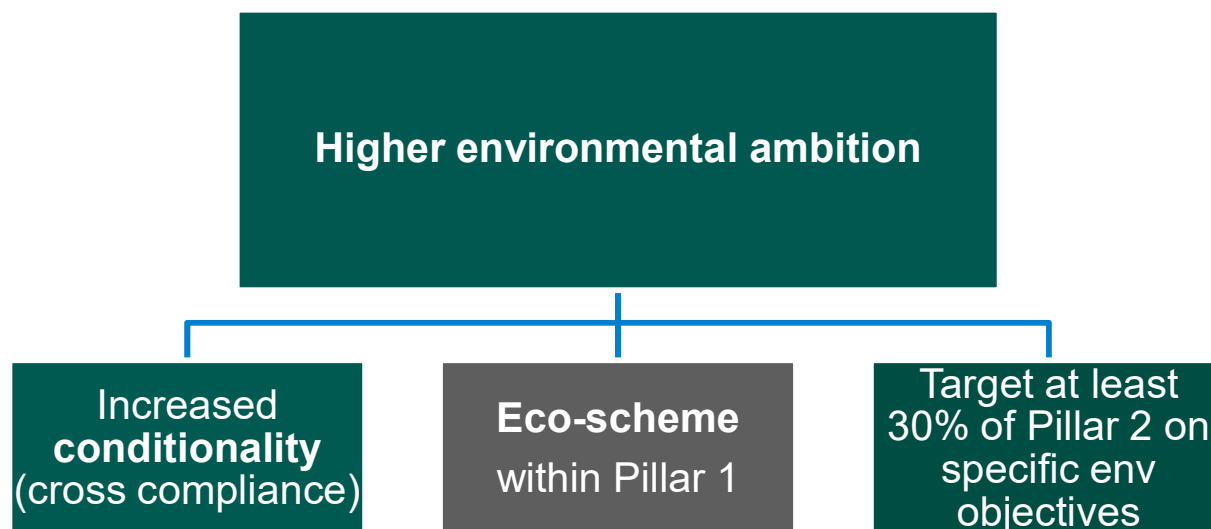 Higher environmental ambition
Increased
conditionality
(cross compliance)
Eco-scheme
within Pillar 1
Target at least
30% of Pillar 2 on
specific env
objectives